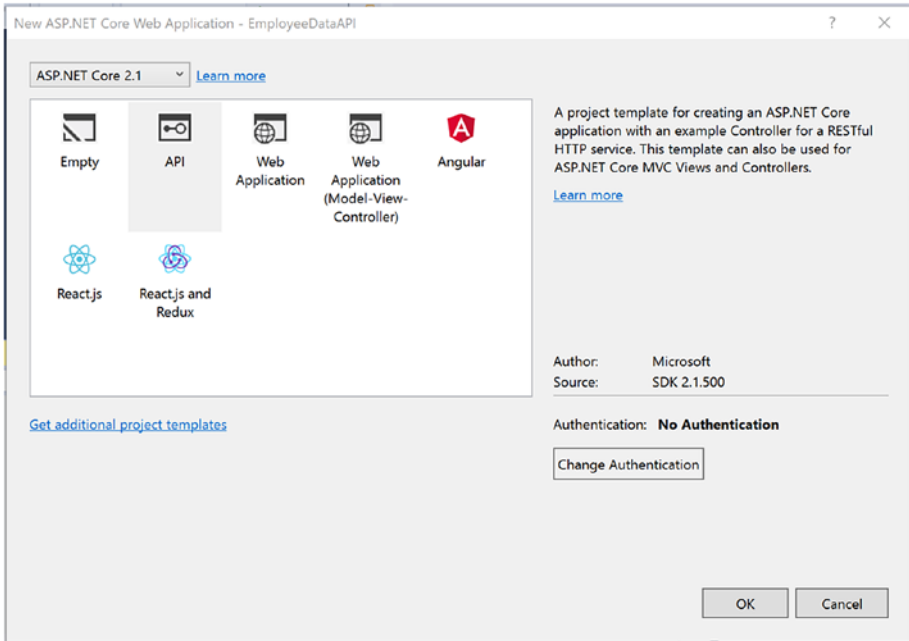 New ASP.NET Core Web Application - EmployeeDataAPI
?
ASP.NET Core 2.1
Learn more
Empty
API
Web
Application
Web
Application
(Model-View-
Controller)
Angular
React.js
React.js and
Redux
A project template for creating an ASP.NET Core
application with an example Controller for a RESTful
HTTP service. This template can also be used for
ASP.NET Core MVC Views and Controllers.
Learn more
Author: Microsoft
Source: SDK 2.1.500
Get additional project templates
Authentication: No Authentication
Change Authentication
OK
Cancel